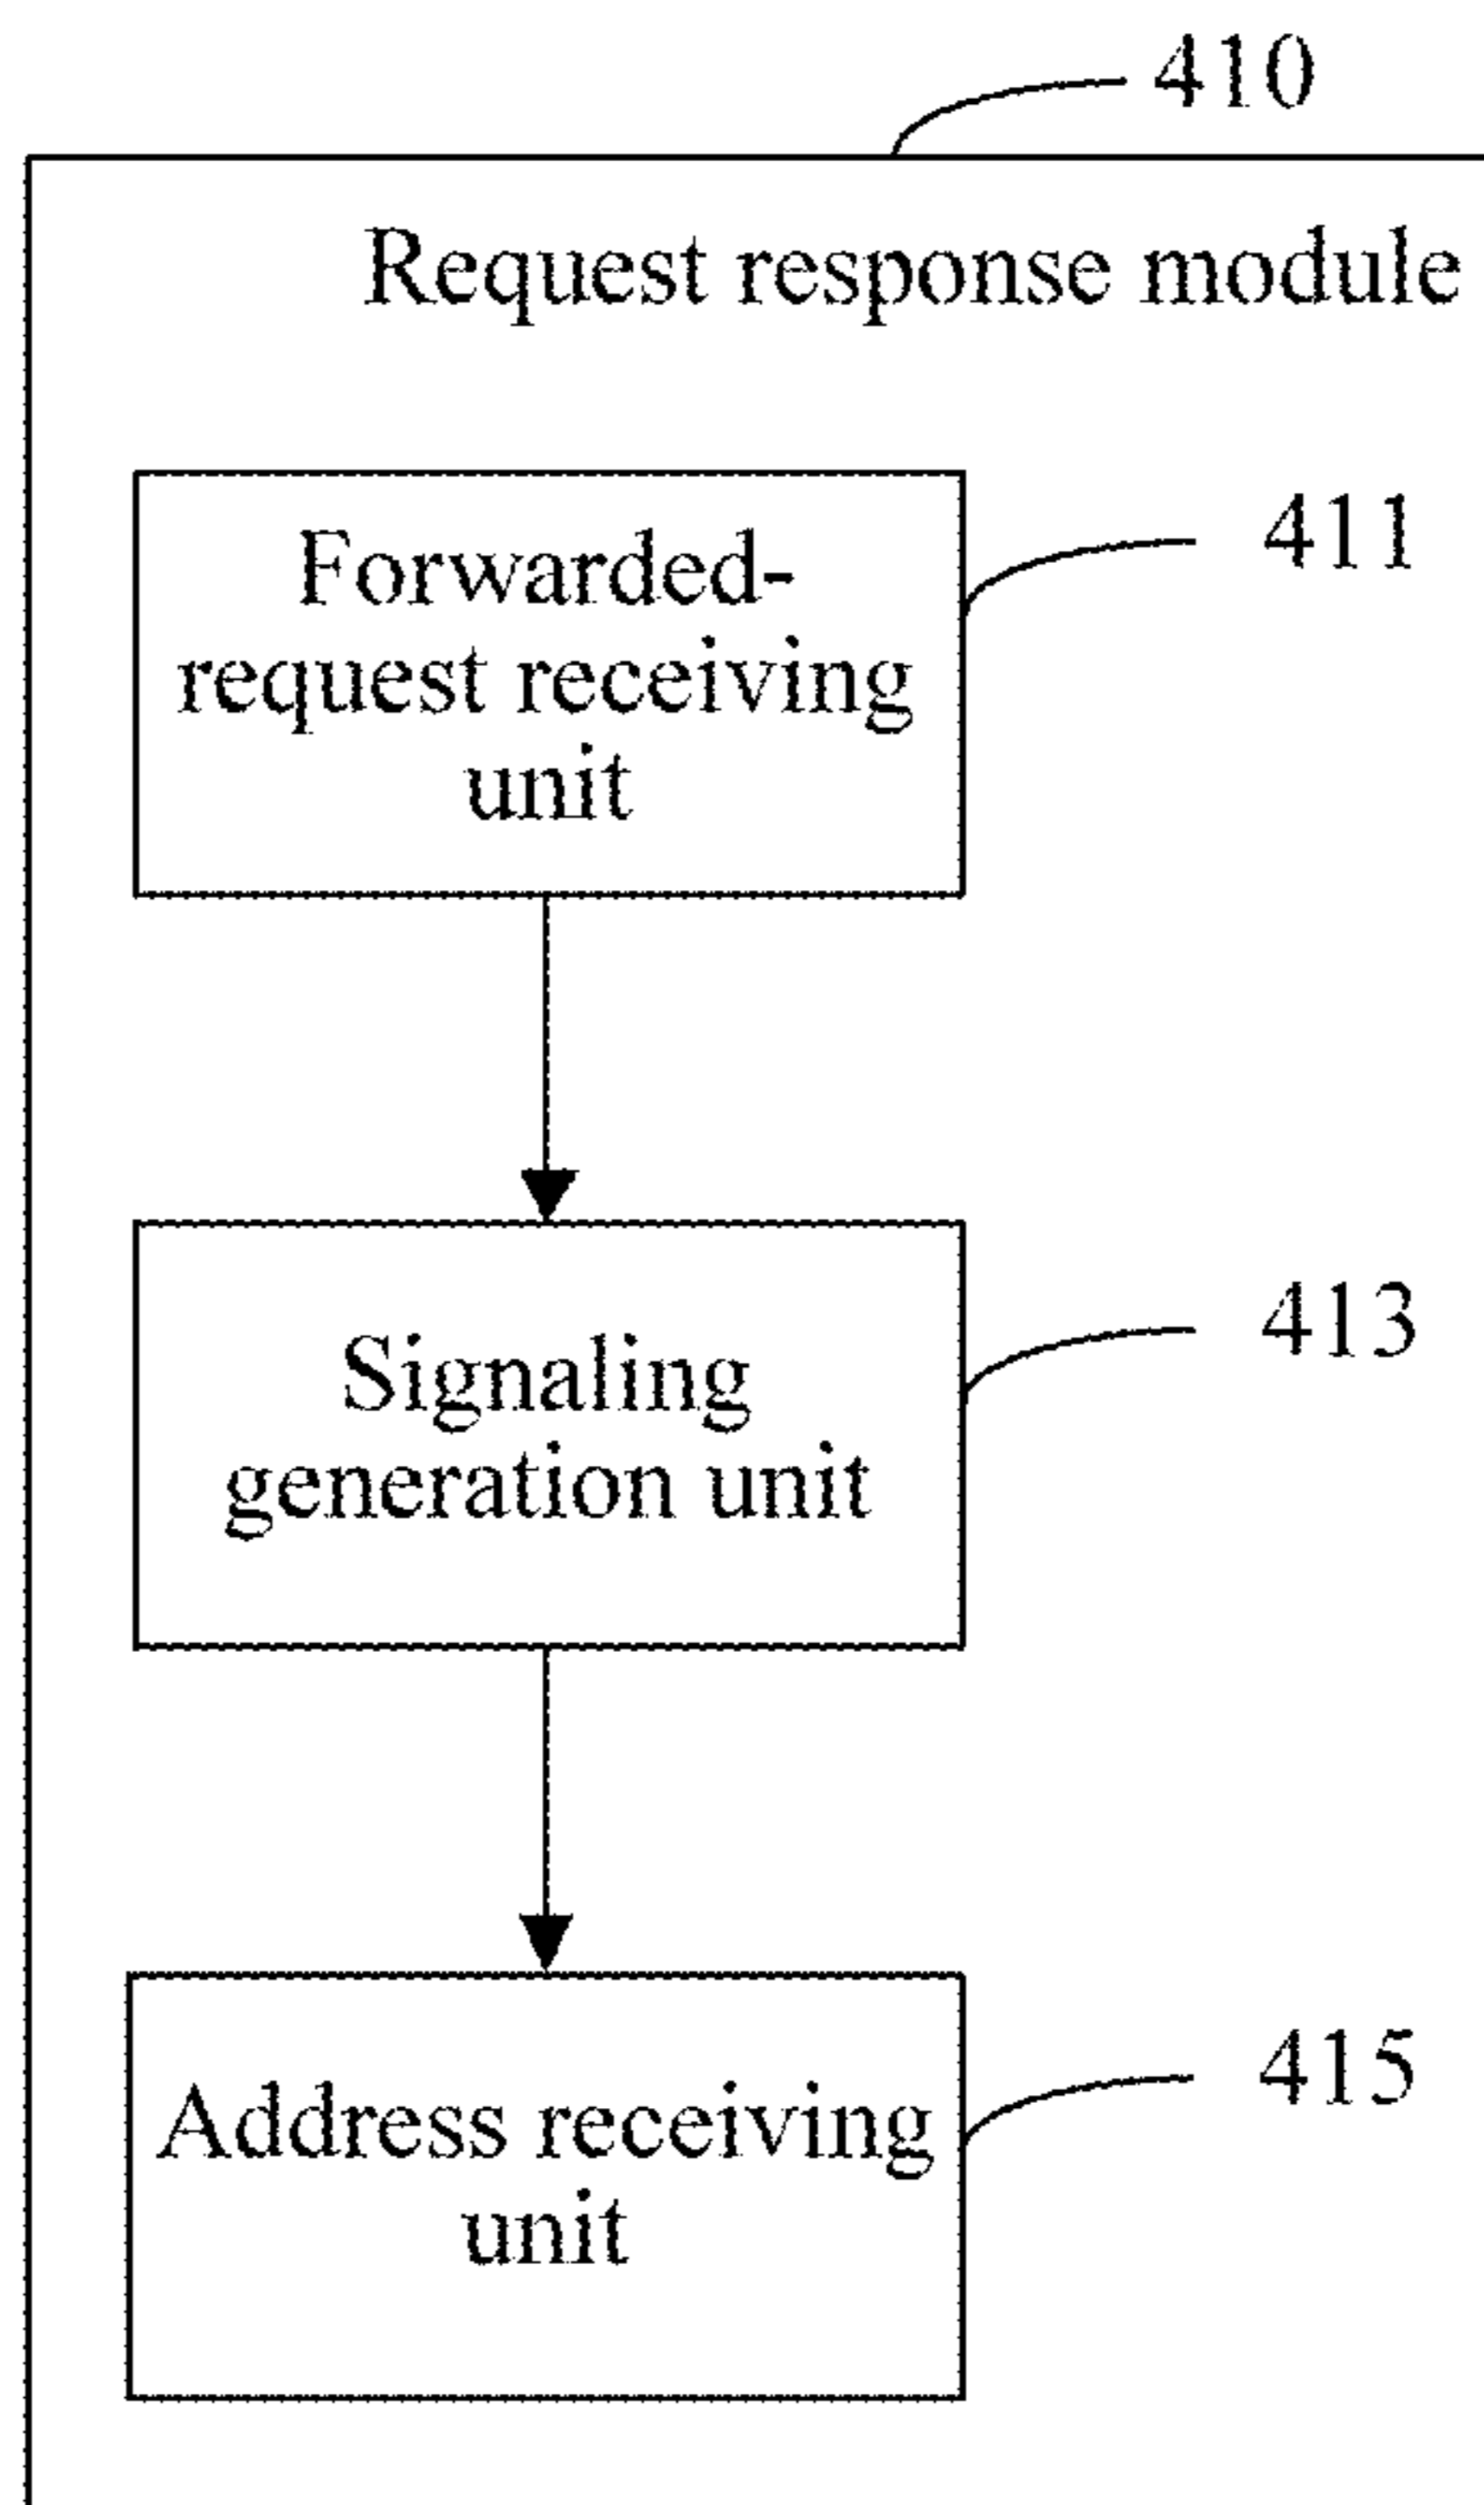 410
Request response module
Forwarded-
request receiving
unit
411
Signaling
generation unit
413
Address receiving
unit
415